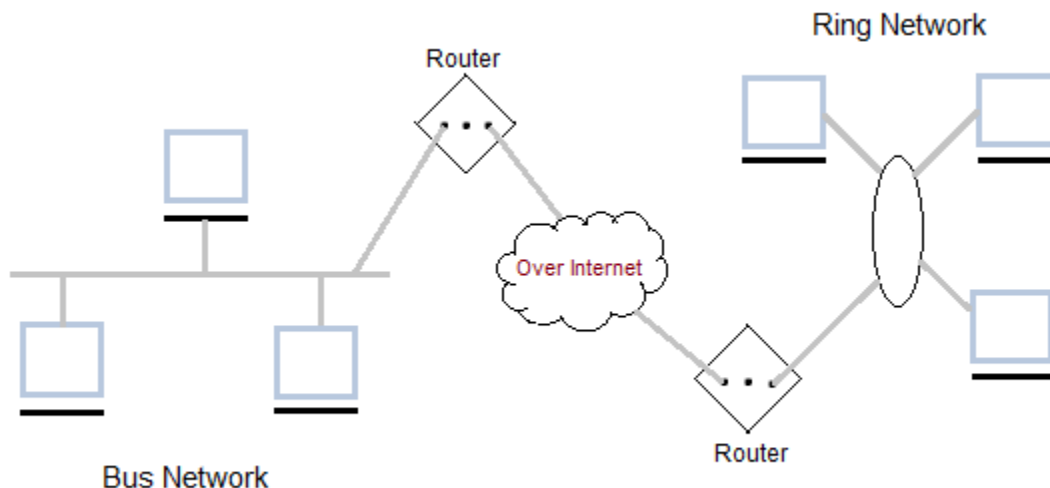 Ring Network
Router
Over Internet
Router
Bus Network